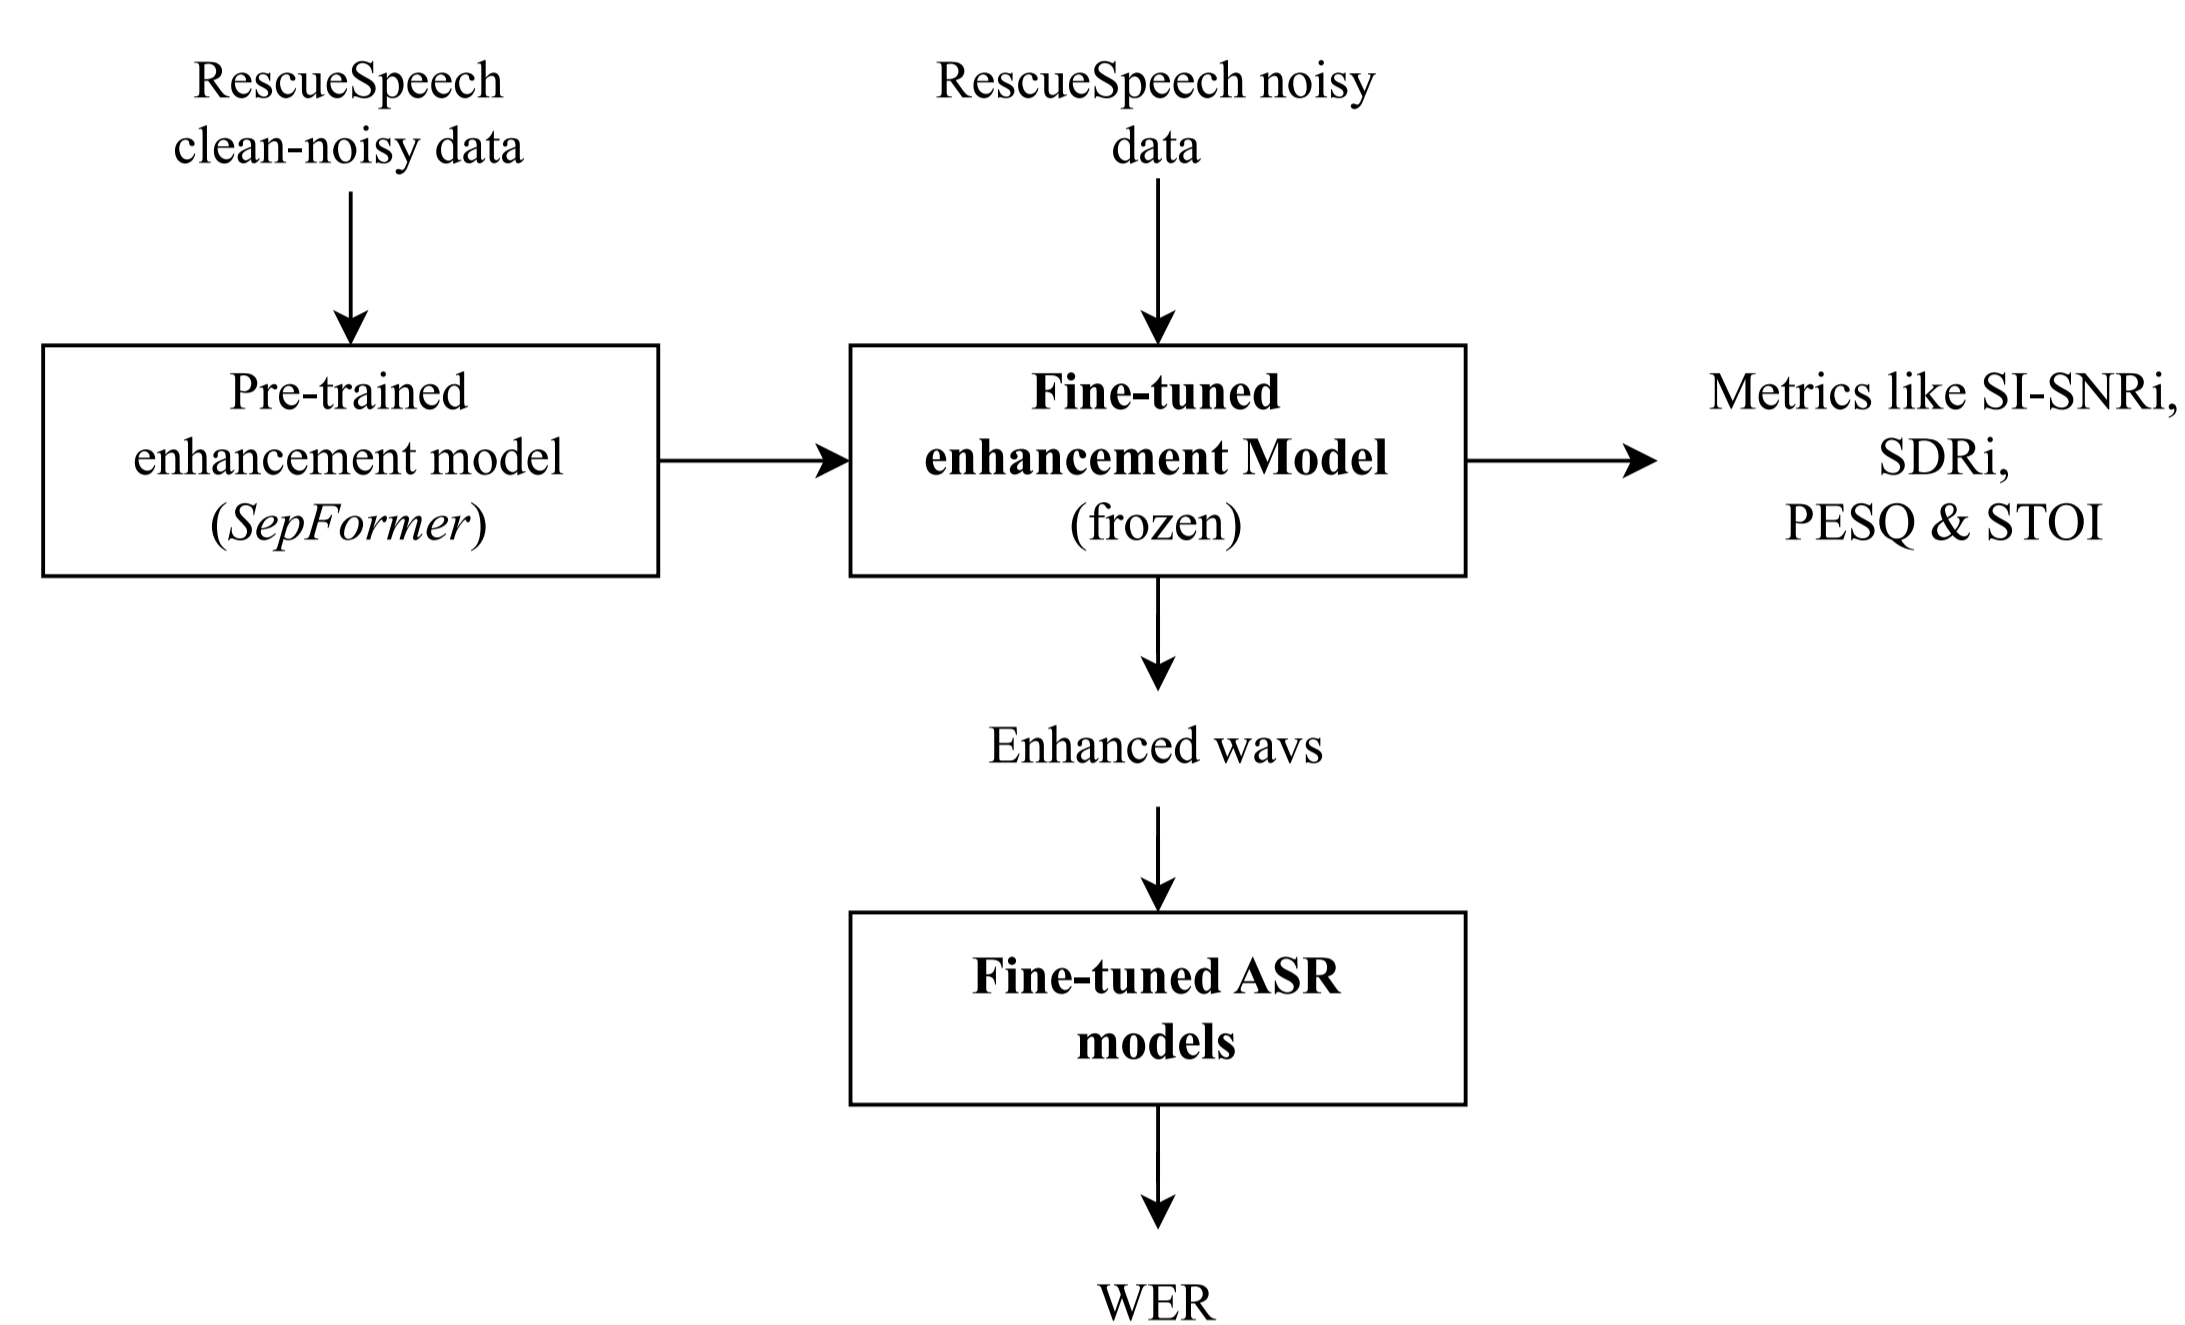 RescueSpeech
clean-noisy data
RescueSpeech noisy
data
Pre-trained
enhancement model
(SepFormer)
Fine-tuned
enhancement Model
(frozen)
Metrics like SI-SNRi,
SDRi,
PESQ & STOI
Enhanced wavs
Fine-tuned ASR
models
WER